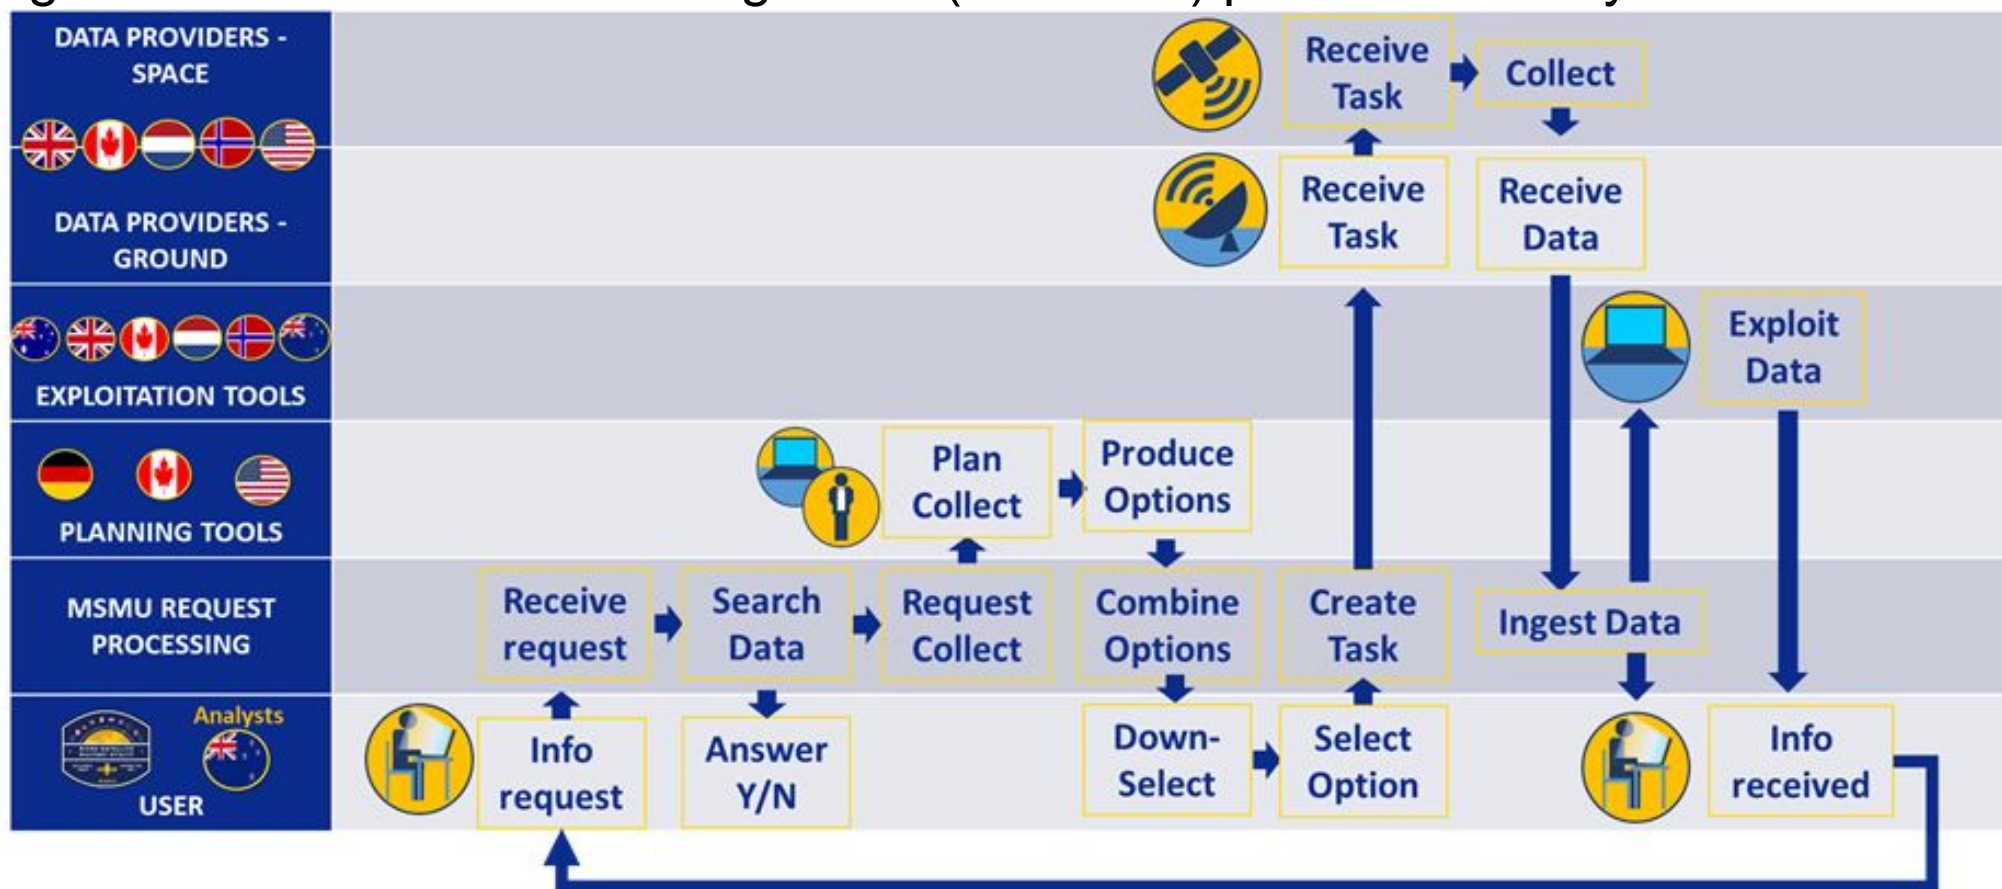 DATA PROVIDERS -
SPACE
Receive
Task
Collect
DATA PROVIDERS -
GROUND
Receive
Task
Receive
Data
EXPLOITATION TOOLS
Exploit
Data
PLANNING TOOLS
Plan
Collect
Produce
Options
MSMU REQUEST
PROCESSING
Receive
request
Search
Data
Request
Collect
Combine
Options
Create
Task
Ingest Data
Analysts
USER
Info
request
Answer
Y/N
Down-
Select
Select
Option
Info
received